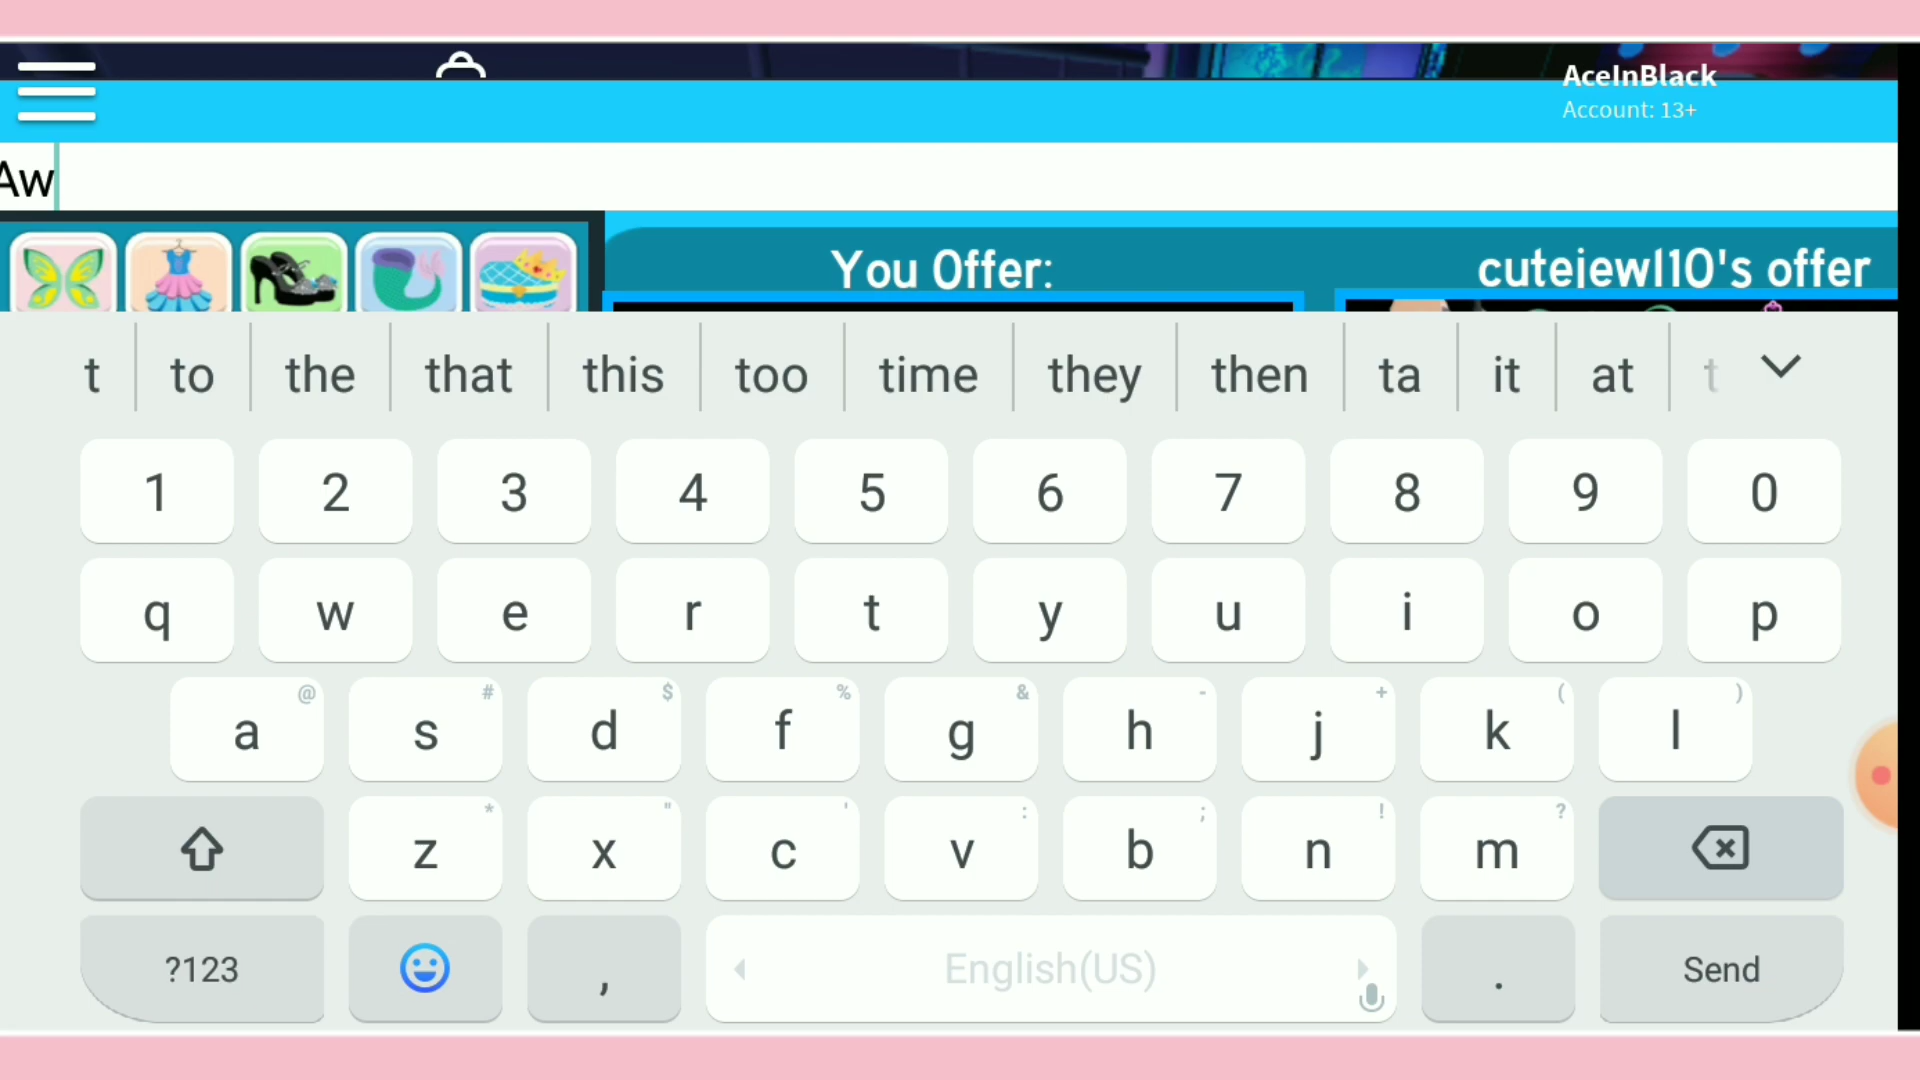 AceInBlack
Account: 13+
Aw
You Offer:
cutejewl10's offer
t to the that this too time they then ta it at t
1 2 3 4 5 6 7 8 9 0
q w e r t y u i o p
@ # $ % & - + ( )
a s d f g h j k l
* " ' : ; ! ?
z x c v b n m
?123 , English(US) . Send